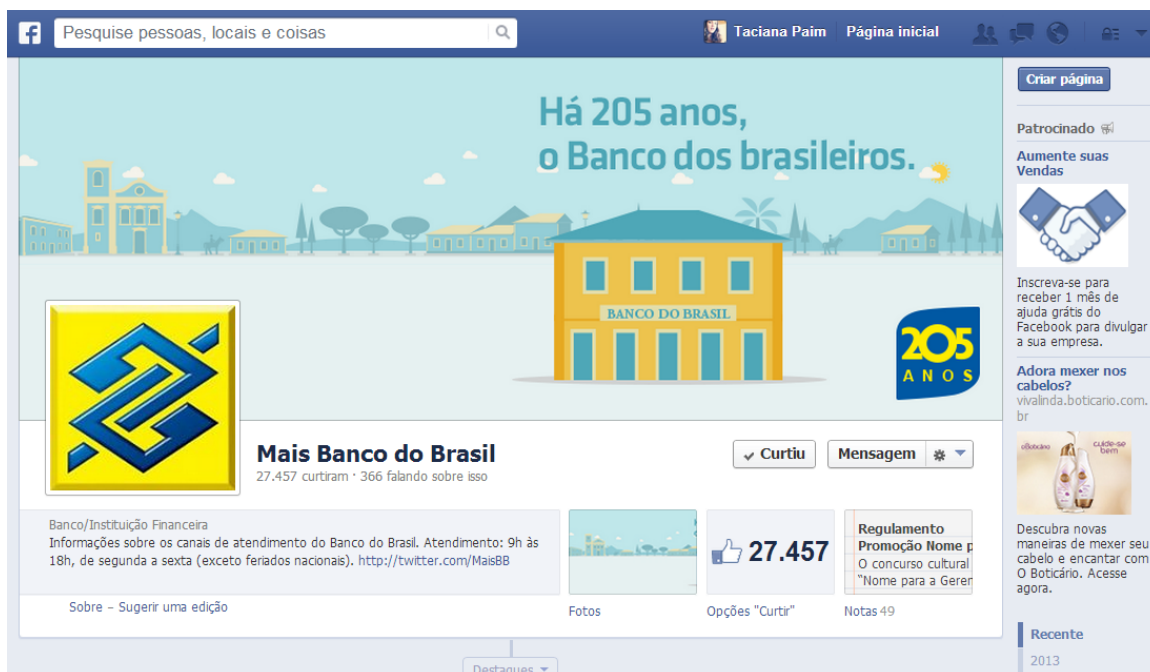 Pesquise pessoas, locais e coisas
Taciana Paim
Página inicial
Há 205 anos,
o Banco dos brasileiros.
BANCO DO BRASIL
205
ANOS
Mais Banco do Brasil
27.457 curtiram · 366 falando sobre isso
Curtiu
Mensagem
Banco/Instituição Financeira
Informações sobre os canais de atendimento do Banco do Brasil. Atendimento: 9h às
18h, de segunda a sexta (exceto feriados nacionais). http://twitter.com/MaisBB
Sobre – Sugerir uma edição
Fotos
27.457
Opções "Curtir"
Regulamento
Promoção Nome p
O concurso cultural
"Nome para a Geren
Notas 49
Destaques
Criar página
Patrocinado
Aumente suas
Vendas
Inscreva-se para
receber 1 mês de
ajuda grátis do
Facebook para divulgar
a sua empresa.
Adora mexer nos
cabelos?
vivalinda.boticario.com.
br
oBoticário
cuide-se
bem
Descubra novas
maneiras de mexer seu
cabelo e encantar com
O Boticário. Acesse
agora.
Recente
2013